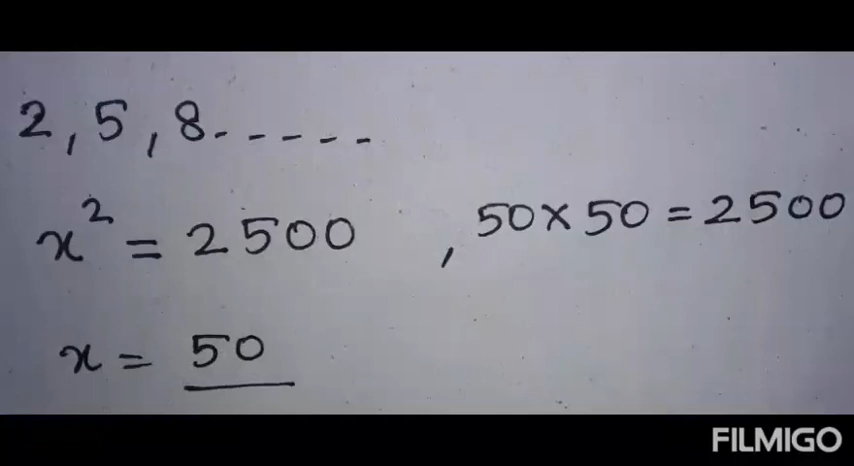 2, 5, 8-----
x² = 2500 , 50 × 50 = 2500
x = 50
FILMIGO